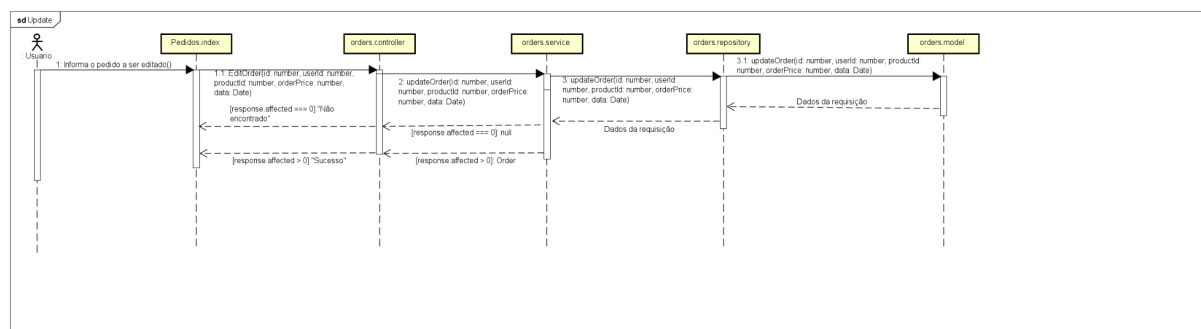 sd Update
: Usuario
Pedidos.index
orders.controller
orders.service
orders.repository
orders.model
1: Informa o pedido a ser editado()
1.1: EditOrder(id: number, userId: number,
productId: number, orderPrice: number,
data: Date)
2: updateOrder(id: number, userId:
number, productId: number, orderPrice:
number, data: Date)
3: updateOrder(id: number, userId:
number, productId: number, orderPrice:
number, data: Date)
3.1: updateOrder(id: number, userId: number, productId:
number, orderPrice: number, data: Date)
Dados da requisição
Dados da requisição
[response.affected === 0]: null
[response.affected === 0] "Não
encontrado"
[response.affected > 0]: Order
[response.affected > 0] "Sucesso"